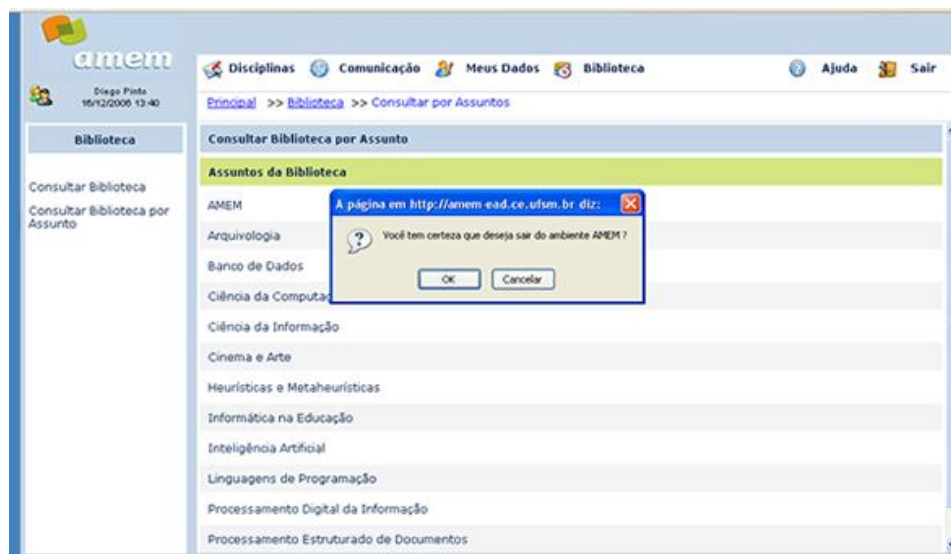 amem
Disciplinas Comunicação Meus Dados Biblioteca Ajuda Sair
Diego Pinto
16/12/2006 13:40
Principal >> Biblioteca >> Consultar por Assuntos
Biblioteca
Consultar Biblioteca
Consultar Biblioteca por
Assunto
Consultar Biblioteca por Assunto
Assuntos da Biblioteca
AMEM
Arquivologia
Banco de Dados
Ciência da Computaç
Ciência da Informação
Cinema e Arte
Heurísticas e Metaheurísticas
Informática na Educação
Inteligência Artificial
Linguagens de Programação
Processamento Digital da Informação
Processamento Estruturado de Documentos
A página em http://amem-ead.ce.ufsm.br diz:
Você tem certeza que deseja sair do ambiente AMEM ?
OK Cancelar